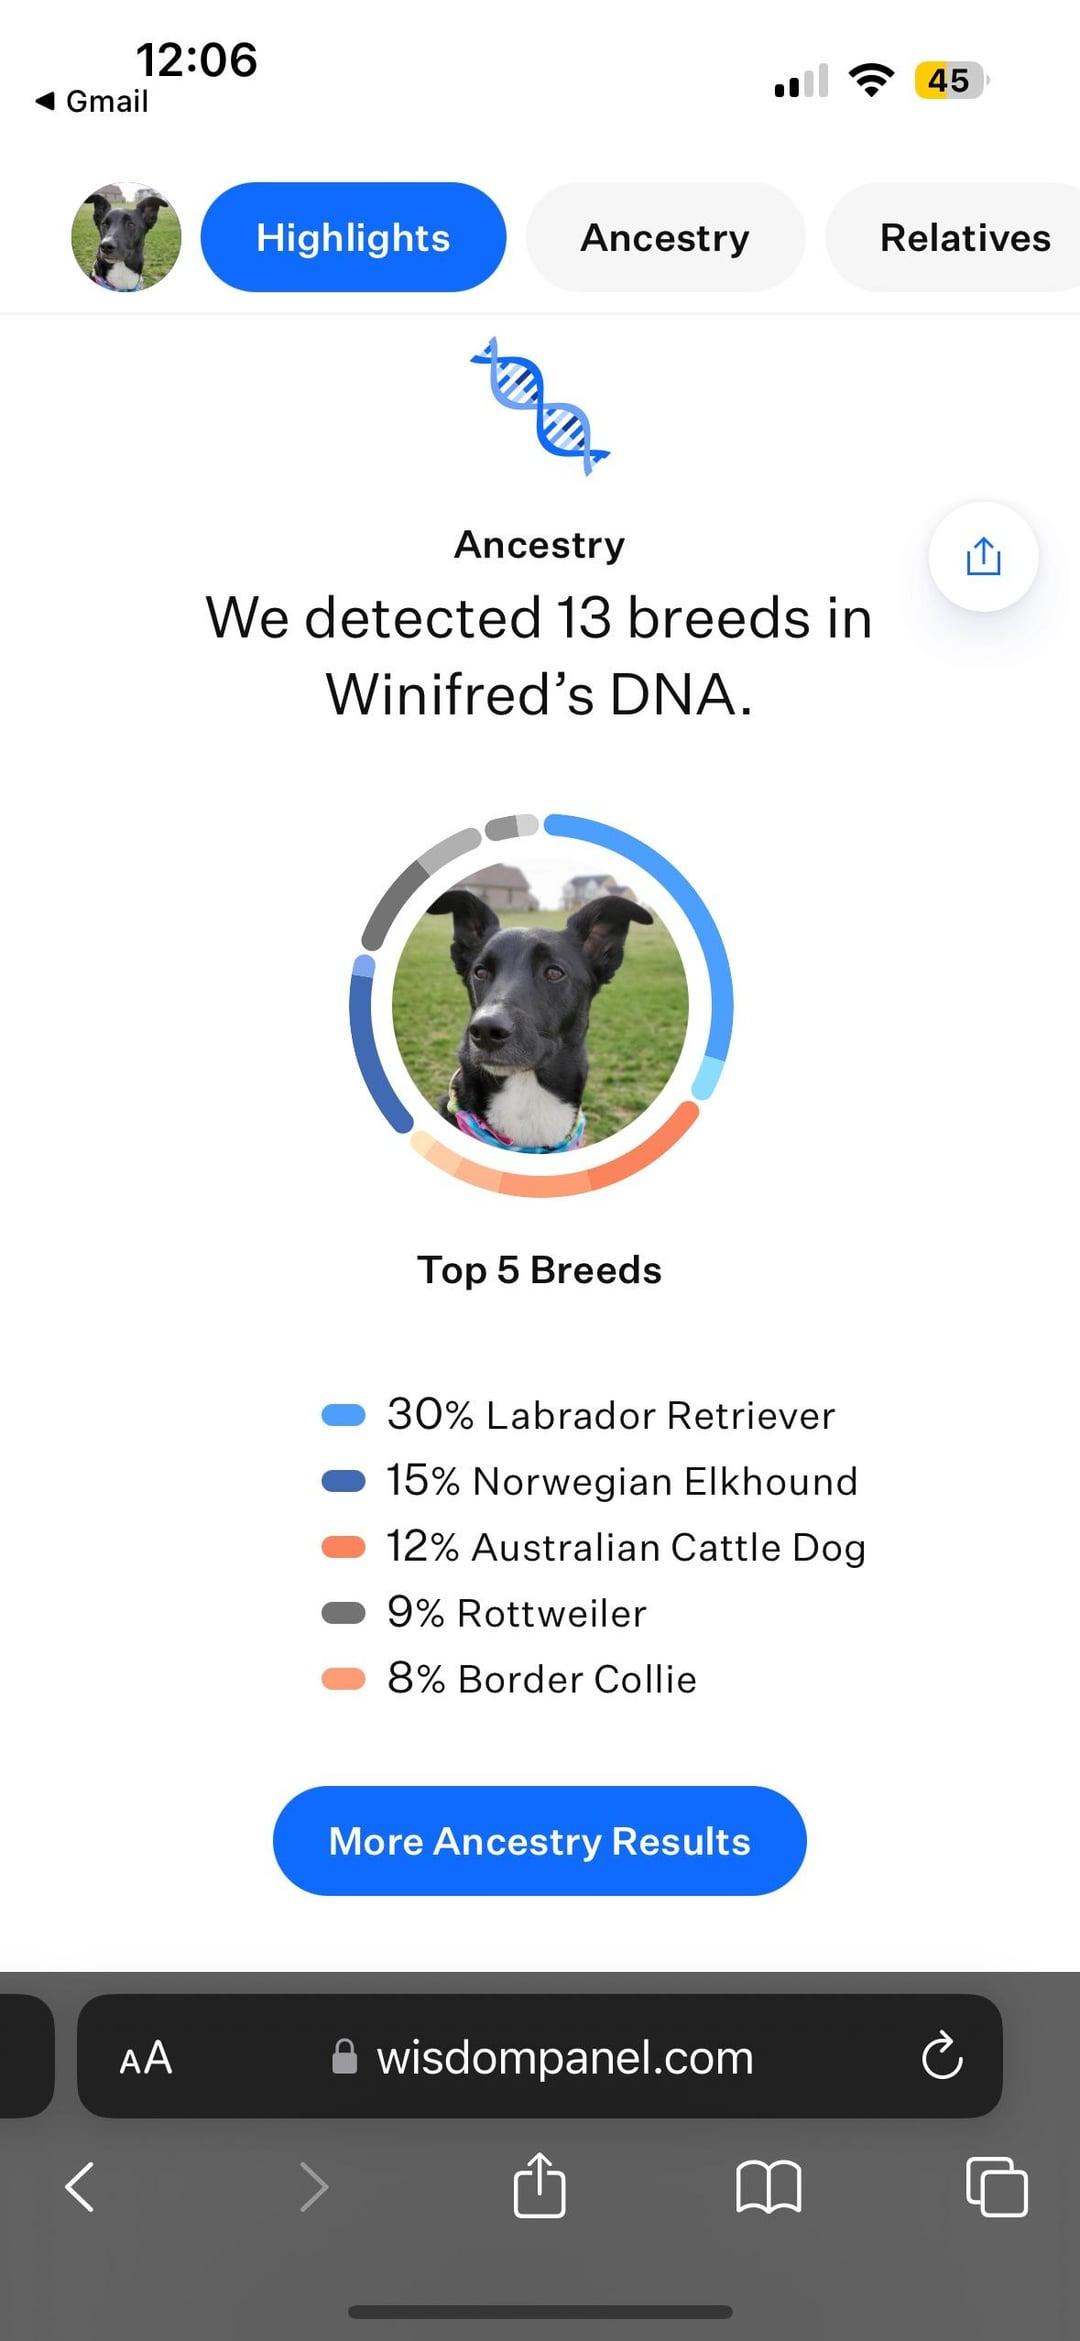 12:06
◀ Gmail
45
Highlights
Ancestry
Relatives
Ancestry
We detected 13 breeds in
Winifred’s DNA.
Top 5 Breeds
30% Labrador Retriever
15% Norwegian Elkhound
12% Australian Cattle Dog
9% Rottweiler
8% Border Collie
More Ancestry Results
AA
wisdompanel.com